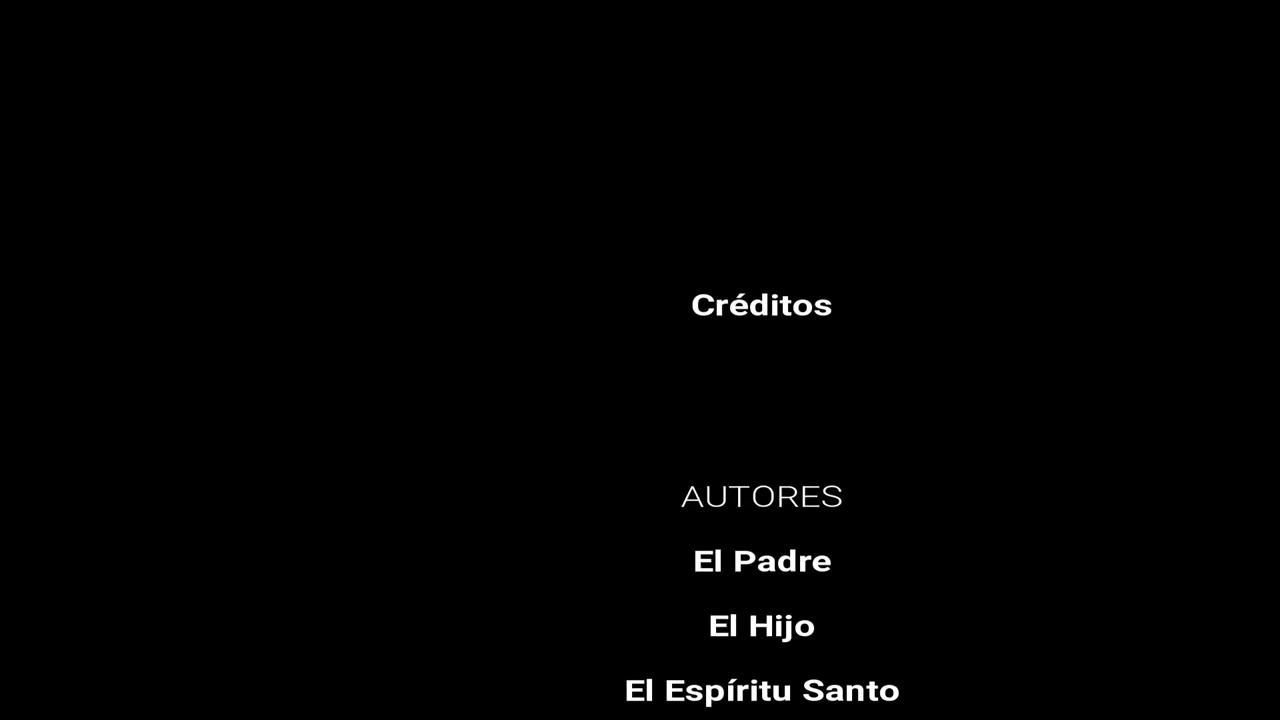 Créditos
AUTORES
El Padre
El Hijo
El Espíritu Santo